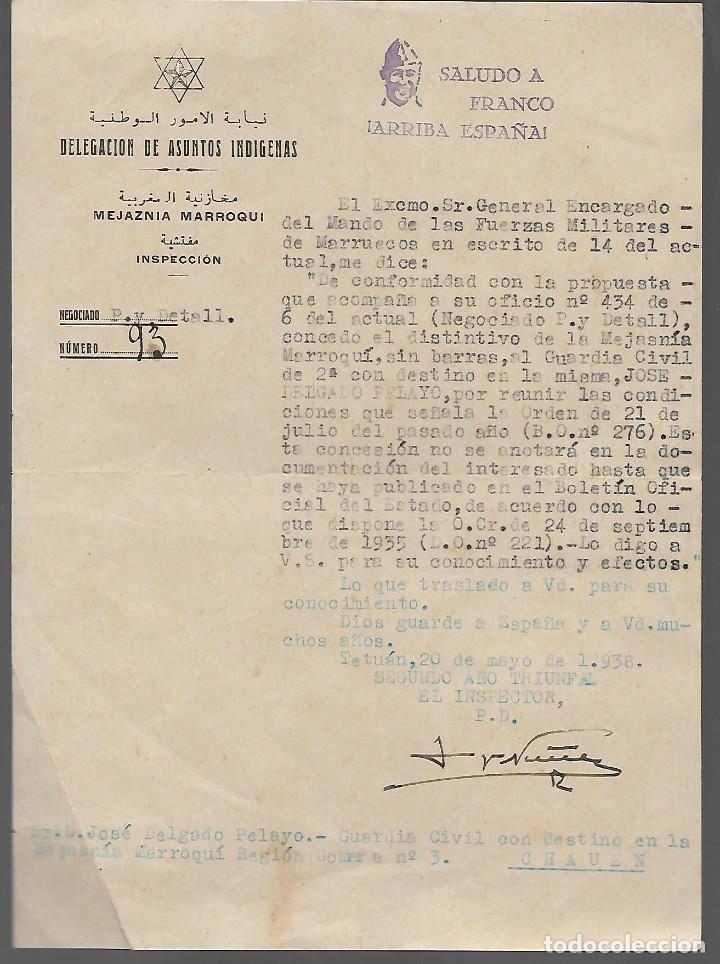 نيابة الامور الوطنية
DELEGACION DE ASUNTOS INDIGENAS
مخازنية المغربية
MEJAZNIA MARROQUI
مفتشية
INSPECCIÓN
NEGOCIADO P.y Detall.
NÚMERO 93
SALUDO A
FRANCO
¡ARRIBA ESPAÑA!
El Excmo.Sr.General Encargado -
del Mando de las Fuerzas Militares -
de Marruecos en escrito de 14 del ac-
tual,me dice:
"De conformidad con la propuesta -
que acompaña a su oficio nº 434 de -
6 del actual (Negociado P.y Detall),
concedo el distintivo de la Mejasnía
Marroquí,sin barras,al Guardia Civil
de 2ª con destino en la misma,JOSE -
DELGADO PELAYO,por reunir las condi-
ciones que señala la Orden de 21 de
julio del pasado año (B.O.nº 276).Es-
ta concesión no se anotará en la do-
cumentación del interesado hasta que
se haya publicado en el Boletín Ofi-
cial del Estado,de acuerdo con lo -
que dispone la O.Cr.de 24 de septiem
bre de 1935 (D.O.nº 221).-Lo digo a
V.S. para su conocimiento y efectos."
Lo que traslado a Vd. para su
conocimiento.
Dios guarde a España y a Vd.mu-
chos años.
Tetuán,20 de mayo de 1.938.
SEGUNDO AÑO TRIUNFAL
EL INSPECTOR,
P.D.
Sr.D.José Delgado Pelayo.- Guardia Civil con destino en la
Mejasnía Marroquí Región Gomara nº 3. CHAUEN
todocoleccion.net